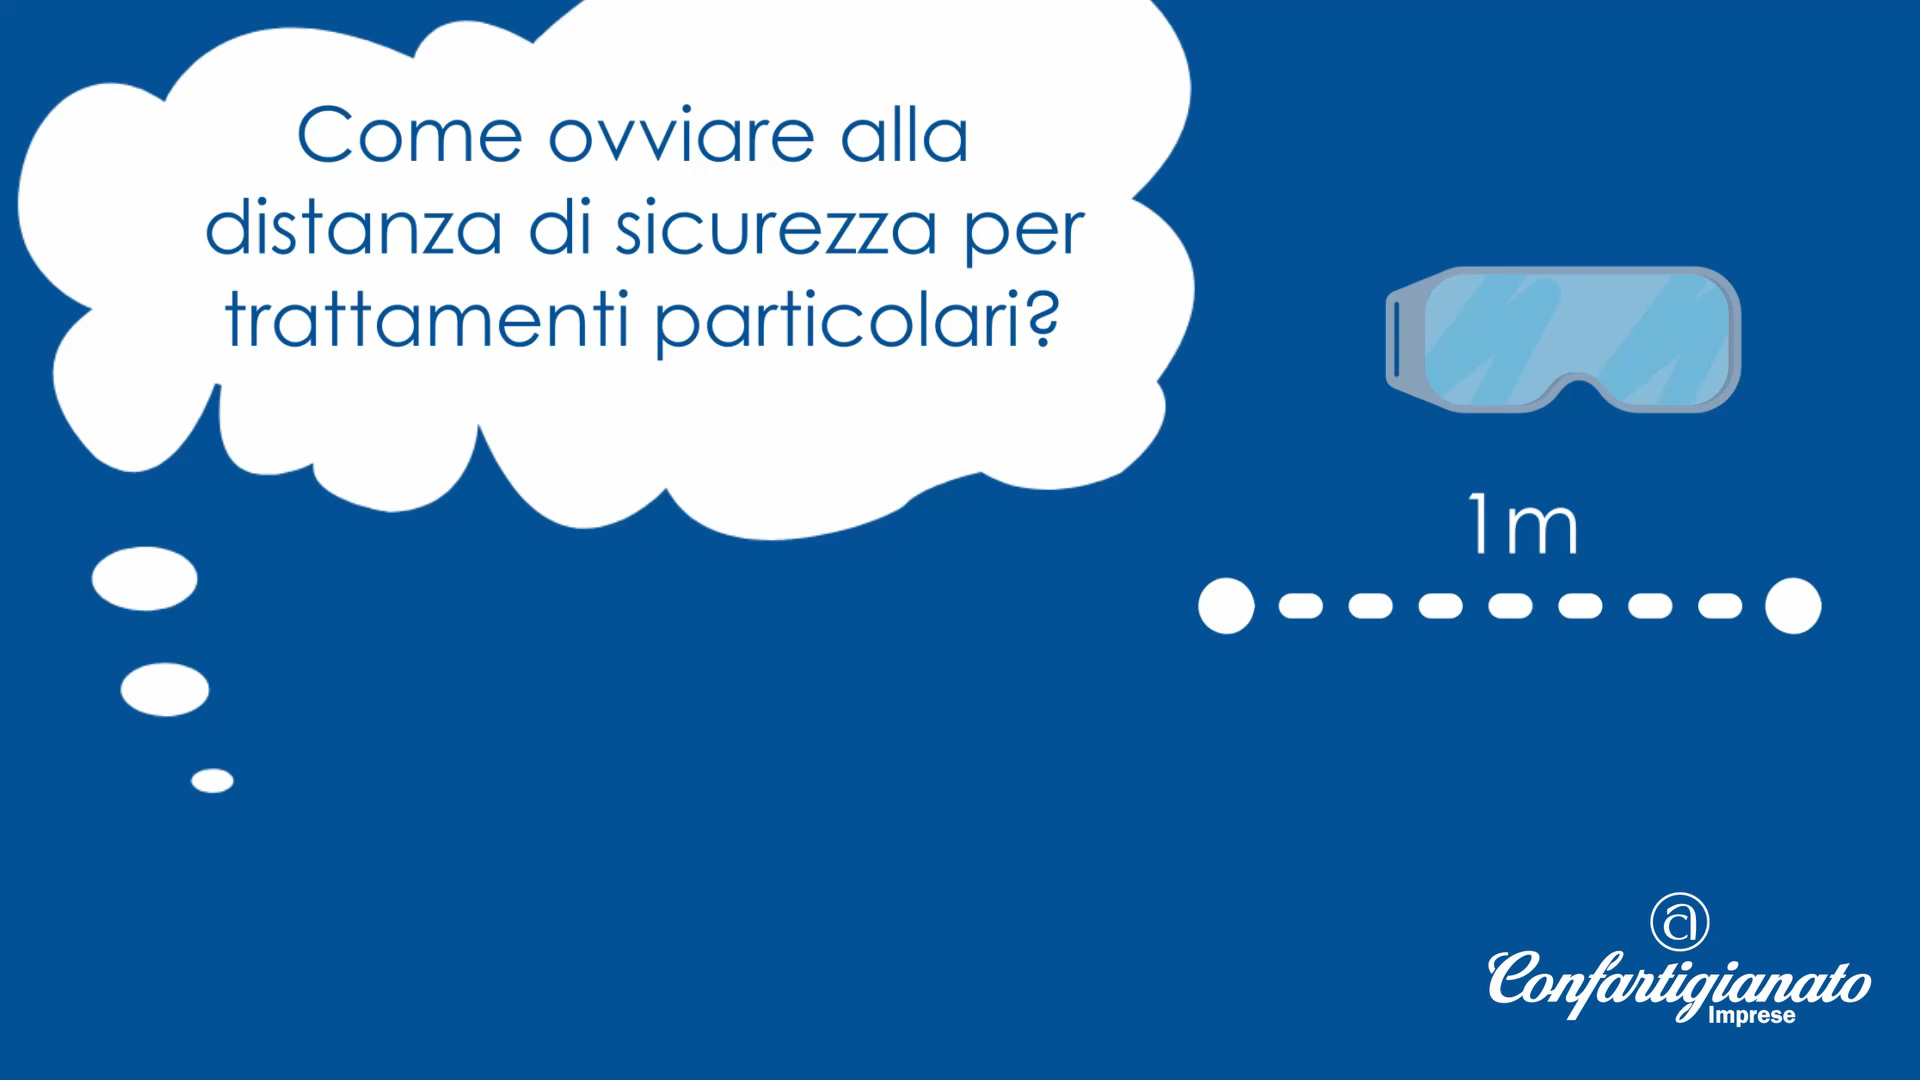 Come ovviare alla
distanza di sicurezza per
trattamenti particolari?
1m
a
Confartigianato
Imprese